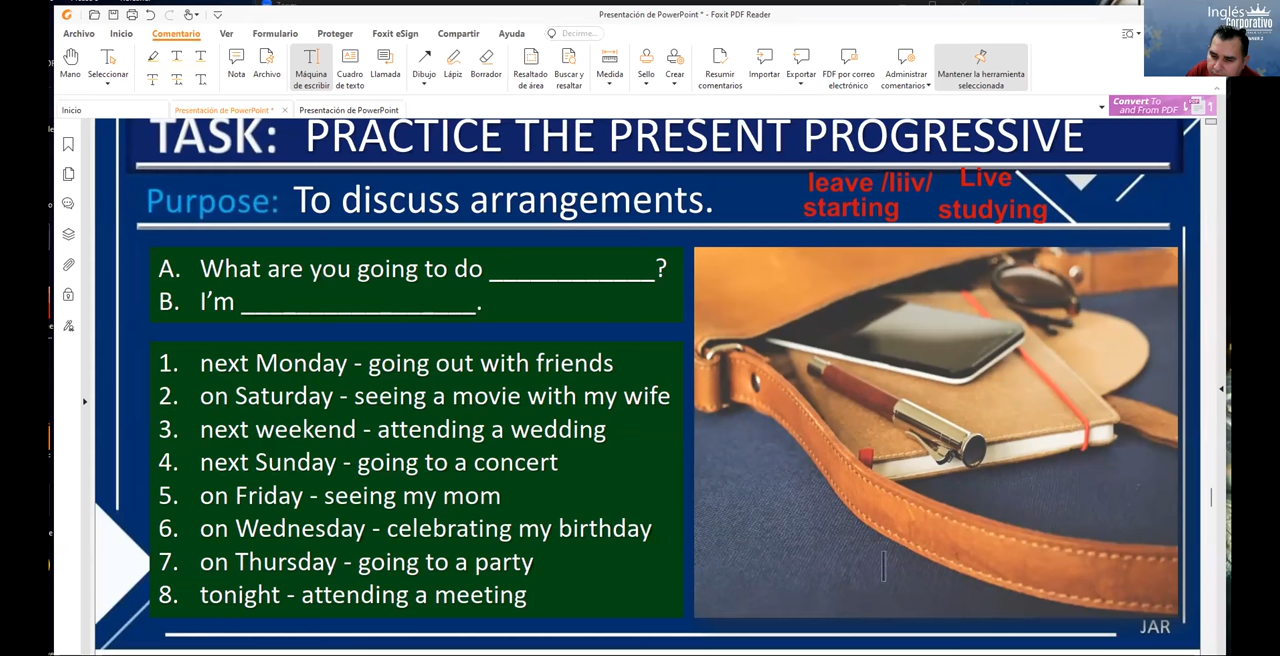 Presentación de PowerPoint * - Foxit PDF Reader
Archivo Inicio Comentario Ver Formulario Proteger Foxit eSign Compartir Ayuda Decirme...
Mano Seleccionar Nota Archivo Máquina de escribir Cuadro de texto Llamada Dibujo Lápiz Borrador Resaltado de área Buscar y resaltar Medida Sello Crear Resumir comentarios Importar Exportar FDF por correo electrónico Administrar comentarios Mantener la herramienta seleccionada
Inicio Presentación de PowerPoint * × Presentación de PowerPoint
Convert To
and From PDF
Inglés
Corporativo
TASK: PRACTICE THE PRESENT PROGRESSIVE
Purpose: To discuss arrangements.
leave /liiv/ Live
starting studying
A. What are you going to do _____________?
B. I’m __________________.
1. next Monday - going out with friends
2. on Saturday - seeing a movie with my wife
3. next weekend - attending a wedding
4. next Sunday - going to a concert
5. on Friday - seeing my mom
6. on Wednesday - celebrating my birthday
7. on Thursday - going to a party
8. tonight - attending a meeting
JAR